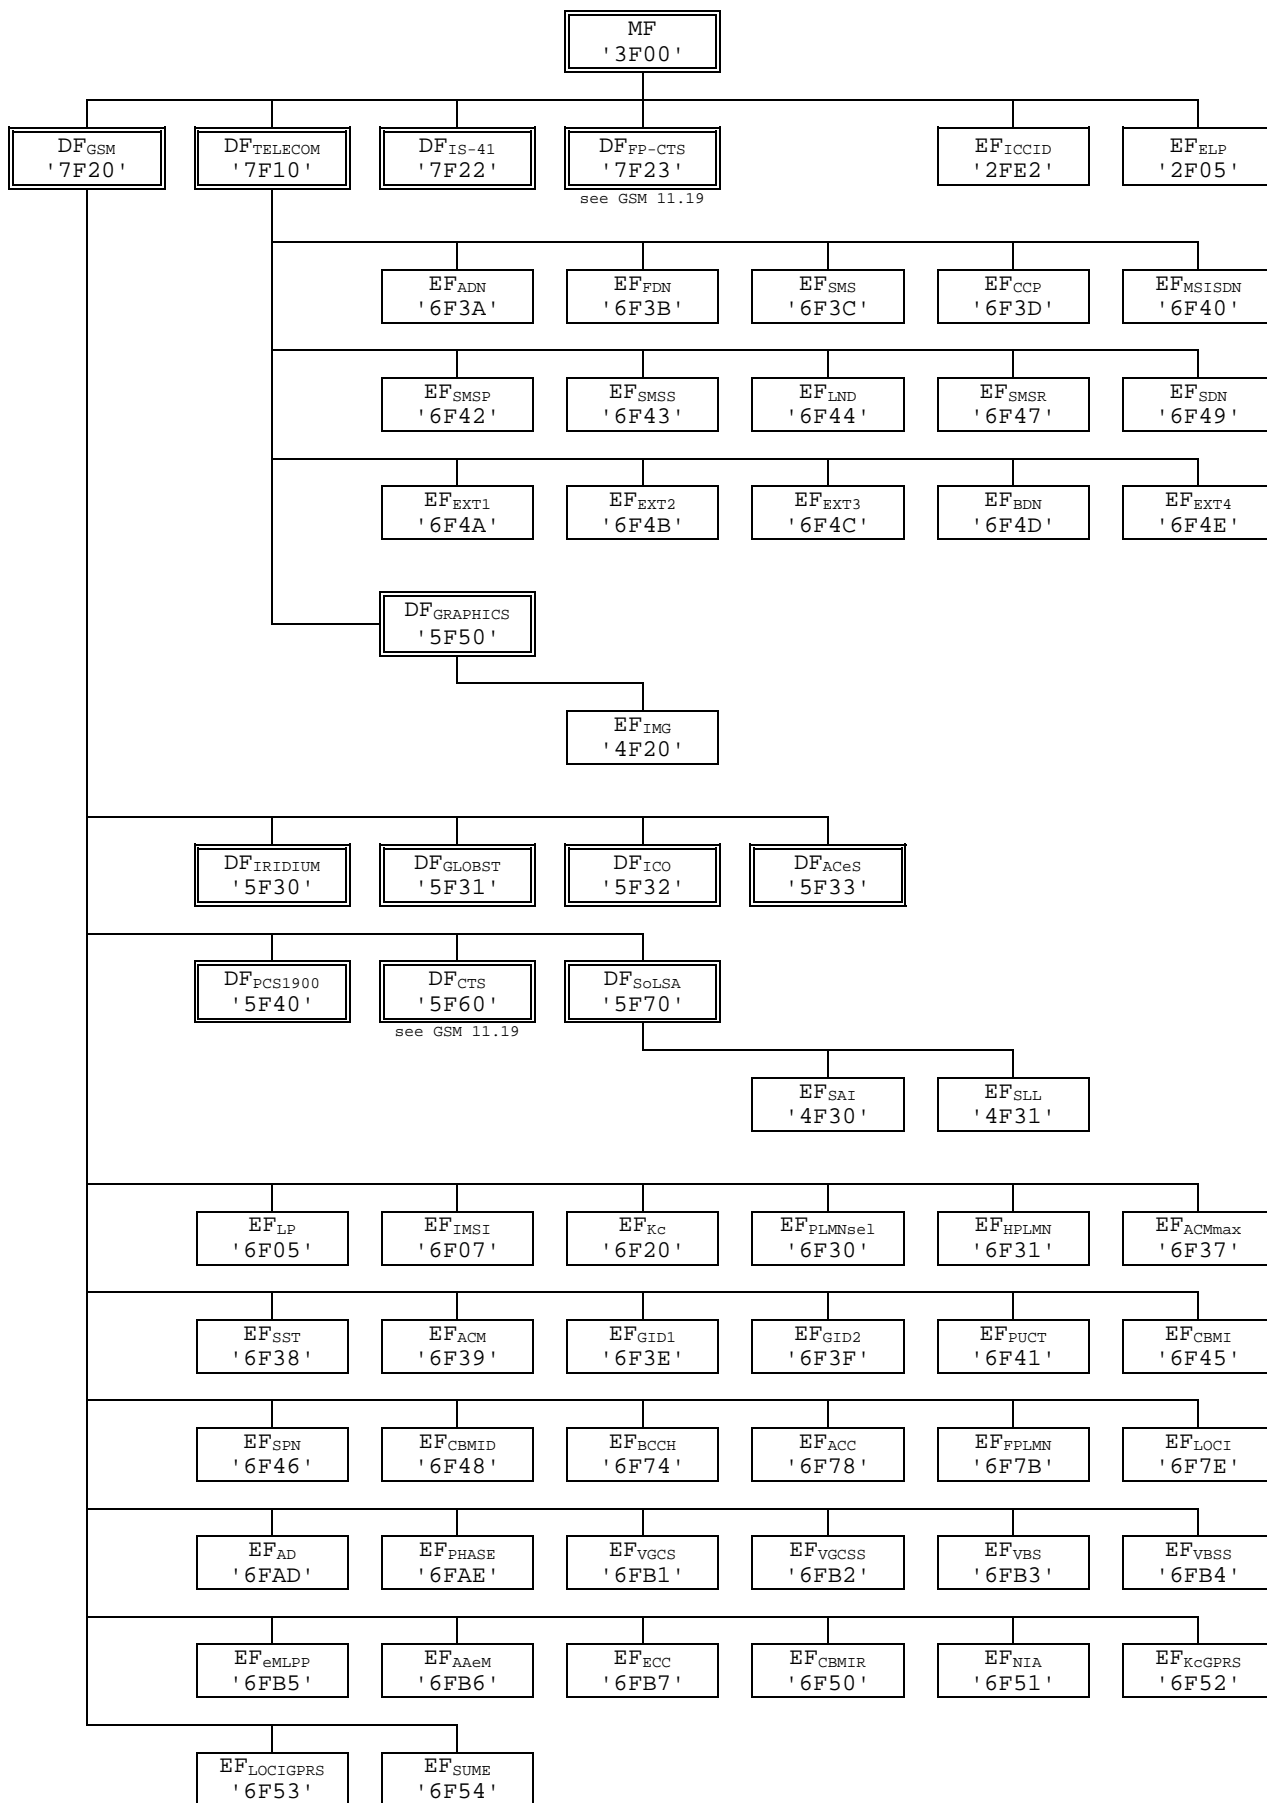 MF
'3F00'
DFGSM
'7F20'
DFTELECOM
'7F10'
DFIS-41
'7F22'
DFFP-CTS
'7F23'
see GSM 11.19
EFICCID
'2FE2'
EFELP
'2F05'
EFADN
'6F3A'
EFFDN
'6F3B'
EFSMS
'6F3C'
EFCCP
'6F3D'
EFMSISDN
'6F40'
EFSMSP
'6F42'
EFSMSS
'6F43'
EFLND
'6F44'
EFSMSR
'6F47'
EFSDN
'6F49'
EFEXT1
'6F4A'
EFEXT2
'6F4B'
EFEXT3
'6F4C'
EFBDN
'6F4D'
EFEXT4
'6F4E'
DFGRAPHICS
'5F50'
EFIMG
'4F20'
DFIRIDIUM
'5F30'
DFGLOBST
'5F31'
DFICO
'5F32'
DFACeS
'5F33'
DFPCS1900
'5F40'
DFCTS
'5F60'
see GSM 11.19
DFSoLSA
'5F70'
EFSAI
'4F30'
EFSLL
'4F31'
EFLP
'6F05'
EFIMSI
'6F07'
EFKc
'6F20'
EFPLMNsel
'6F30'
EFHPLMN
'6F31'
EFACMmax
'6F37'
EFSST
'6F38'
EFACM
'6F39'
EFGID1
'6F3E'
EFGID2
'6F3F'
EFPUCT
'6F41'
EFCBMI
'6F45'
EFSPN
'6F46'
EFCBMID
'6F48'
EFBCCH
'6F74'
EFACC
'6F78'
EFFPLMN
'6F7B'
EFLOCI
'6F7E'
EFAD
'6FAD'
EFPHASE
'6FAE'
EFVGCS
'6FB1'
EFVGCSS
'6FB2'
EFVBS
'6FB3'
EFVBSS
'6FB4'
EFeMLPP
'6FB5'
EFAAeM
'6FB6'
EFECC
'6FB7'
EFCBMIR
'6F50'
EFNIA
'6F51'
EFKcGPRS
'6F52'
EFLOCIGPRS
'6F53'
EFSUME
'6F54'